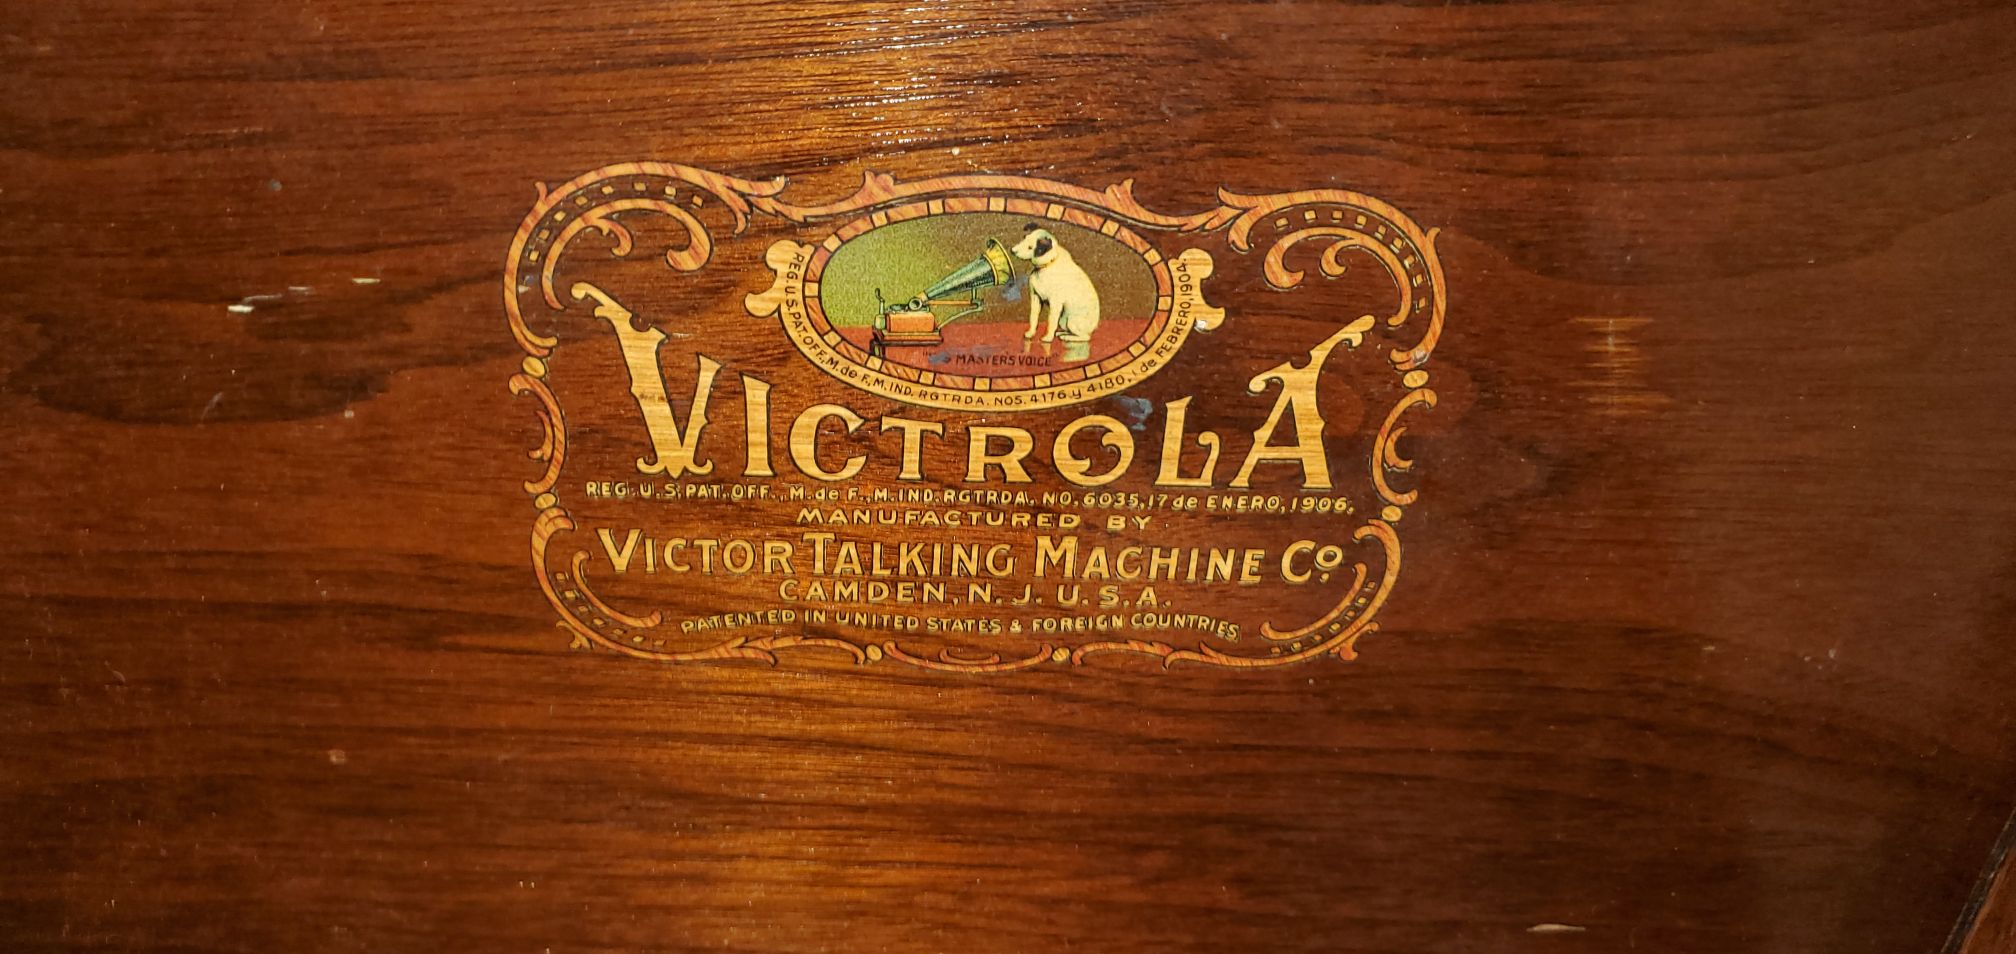 MASTERS VOICE
REG. U.S. PAT. OFF., M. de F., M. IND. RGTRDA. NOS. 4176 y 4180, 1 de FEBRERO, 1904.
VICTROLA
REG. U.S. PAT. OFF., M. de F., M. IND. RGTRDA. NO. 6035, 17 de ENERO, 1906.
MANUFACTURED BY
VICTOR TALKING MACHINE CO.
CAMDEN, N. J. U. S. A.
PATENTED IN UNITED STATES & FOREIGN COUNTRIES